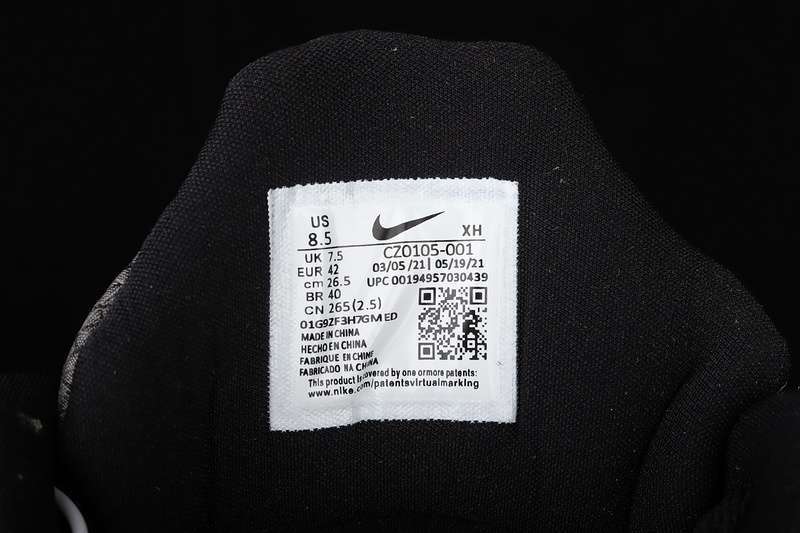 US
8.5
XH
UK 7.5
CZ0105-001
EUR 42
03/05 /21 | 05/19/21
cm 26.5
UPC 00194957030439
BR 40
CN 265 (2.5)
01G9ZF3H7GM ED
MADE IN CHINA
HECHO EN CHINA
FABRIQUE EN CHINE
FABRICADO NA CHINA
This product is covered by one ormore patents:
www.nike.com/patentsvirtualmarking